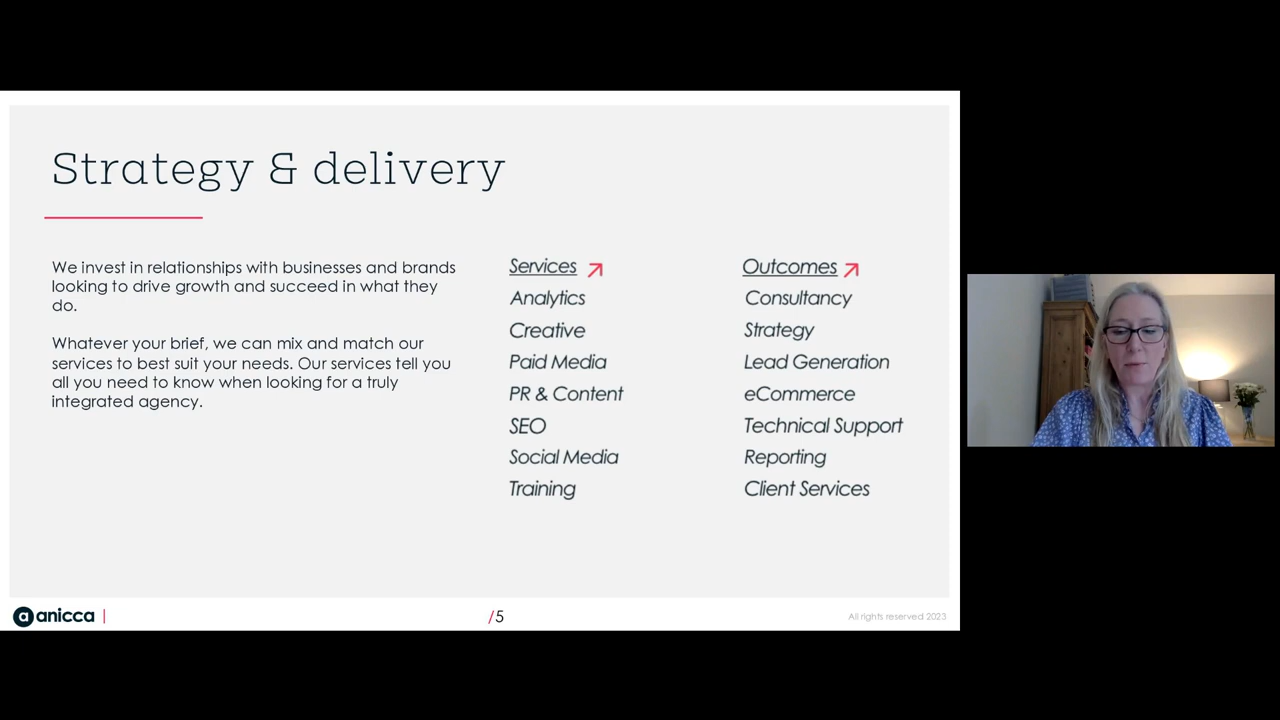 Strategy & delivery
We invest in relationships with businesses and brands
looking to drive growth and succeed in what they
do.
Whatever your brief, we can mix and match our
services to best suit your needs. Our services tell you
all you need to know when looking for a truly
integrated agency.
Services
Analytics
Creative
Paid Media
PR & Content
SEO
Social Media
Training
Outcomes
Consultancy
Strategy
Lead Generation
eCommerce
Technical Support
Reporting
Client Services
a anicca |
/5
All rights reserved 2023